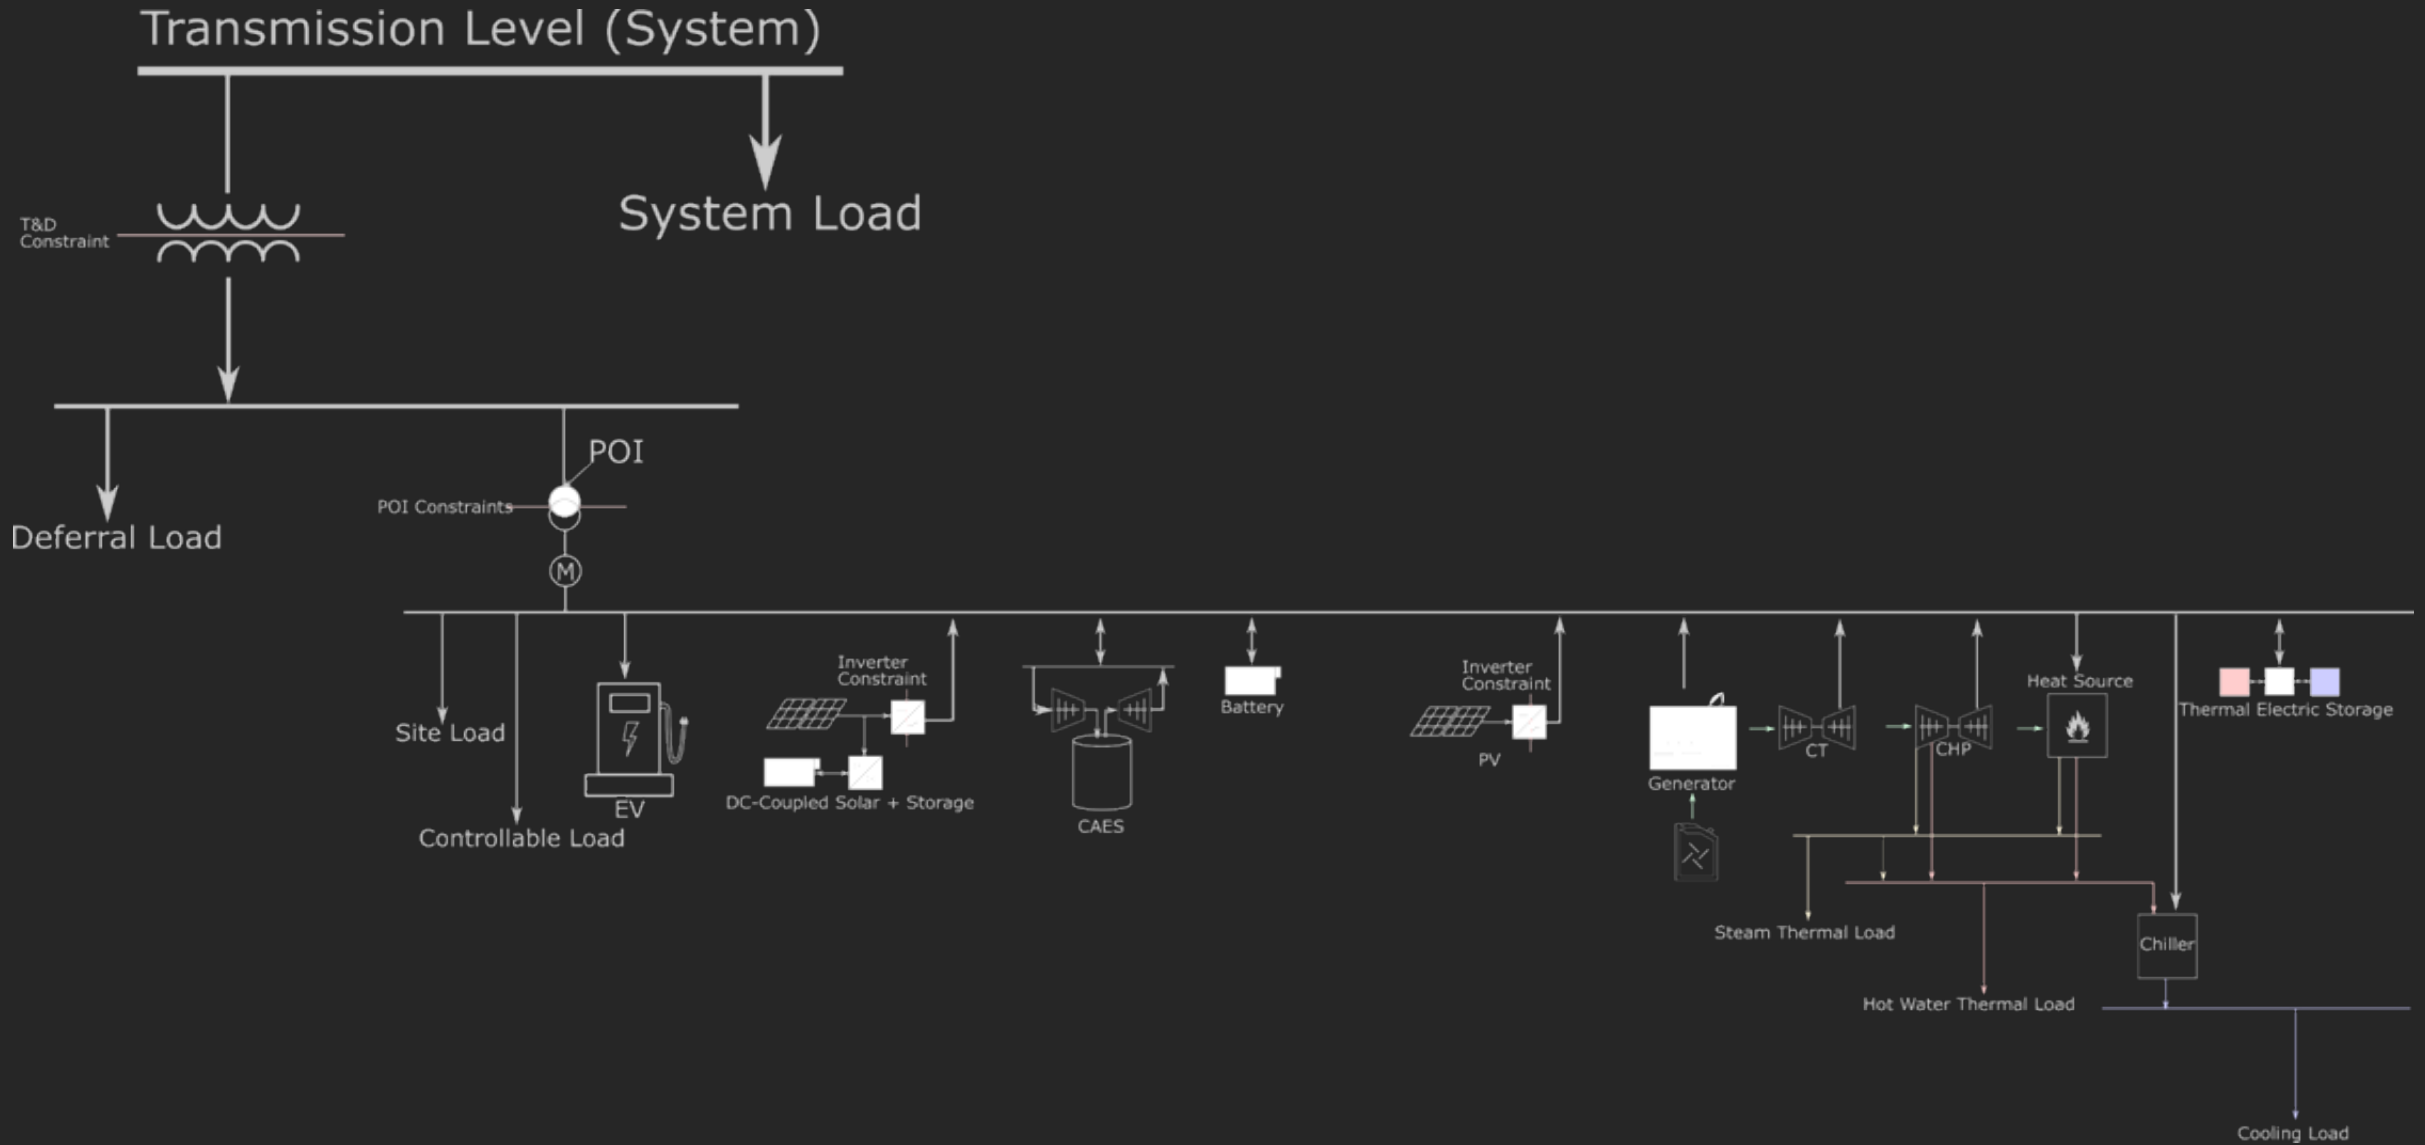 Transmission Level (System)
T&D
Constraint
System Load
POI
POI Constraints
Deferral Load
M
Site Load
Controllable Load
EV
Inverter
Constraint
DC-Coupled Solar + Storage
CAES
Battery
Inverter
Constraint
PV
Generator
CT
CHP
Heat Source
Thermal Electric Storage
Steam Thermal Load
Chiller
Hot Water Thermal Load
Cooling Load